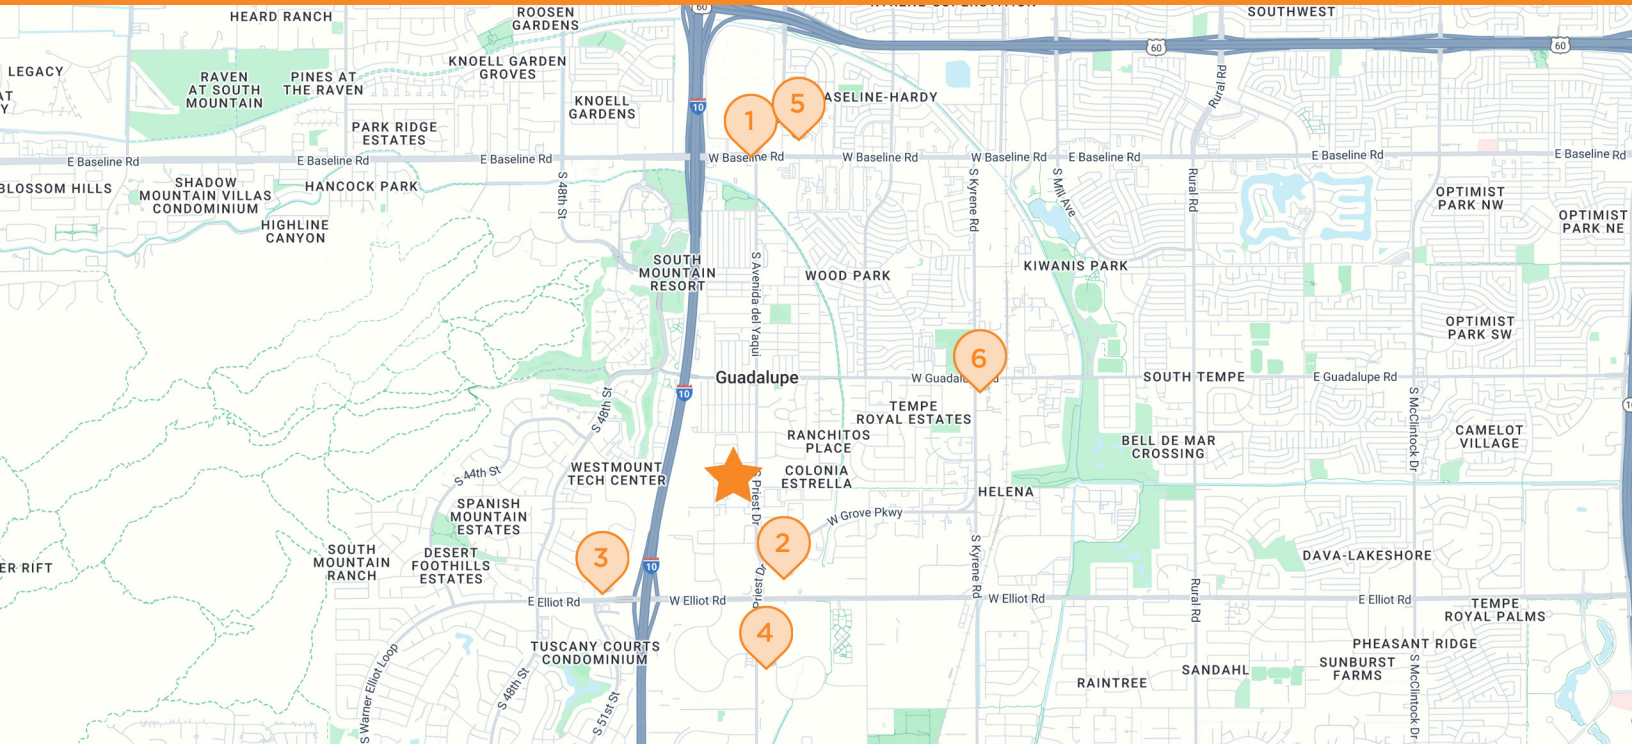 60
HEARD RANCH
ROOSEN
GARDENS
SOUTHWEST
60
60
LEGACY
KNOELL GARDEN
GROVES
RAVEN
AT SOUTH
MOUNTAIN
PINES AT
THE RAVEN
Rural Rd
AT
Y
KNOELL
GARDENS
10
1
5
ASELINE-HARDY
PARK RIDGE
ESTATES
E Baseline Rd
E Baseline Rd
E Baseline Rd
W Baseline Rd
W Baseline Rd
W Baseline Rd
E Baseline Rd
E Baseline Rd
E Baseline Rd
BLOSSOM HILLS
SHADOW
MOUNTAIN VILLAS
CONDOMINIUM
HANCOCK PARK
S 48th St
S Kyrene Rd
S Mill Ave
Rural Rd
OPTIMIST
PARK NW
OPTIMIST
PARK NE
HIGHLINE
CANYON
SOUTH
MOUNTAIN
RESORT
S Avenida del Yaqui
WOOD PARK
KIWANIS PARK
OPTIMIST
PARK SW
6
10
Guadalupe
W Guadalu
d
SOUTH TEMPE
E Guadalupe Rd
10
S 48th St
TEMPE
ROYAL ESTATES
S McClintock Dr
RANCHITOS
PLACE
BELL DE MAR
CROSSING
CAMELOT
VILLAGE
S 44th St
WESTMOUNT
TECH CENTER
COLONIA
ESTRELLA
S Priest Dr
HELENA
SPANISH
MOUNTAIN
ESTATES
W Grove Pkwy
2
3
SOUTH
MOUNTAIN
RANCH
DESERT
FOOTHILLS
ESTATES
10
ER RIFT
Priest Dr
S Kyrene Rd
DAVA-LAKESHORE
Rural Rd
E Elliot Rd
W Elliot Rd
W Elliot Rd
E Elliot Rd
TEMPE
ROYAL PALMS
4
TUSCANY COURTS
CONDOMINIUM
PHEASANT RIDGE
S Warner Elliot Loop
S 48th St
S 51st St
RAINTREE
SANDAHL
SUNBURST
FARMS
S McClintock Dr